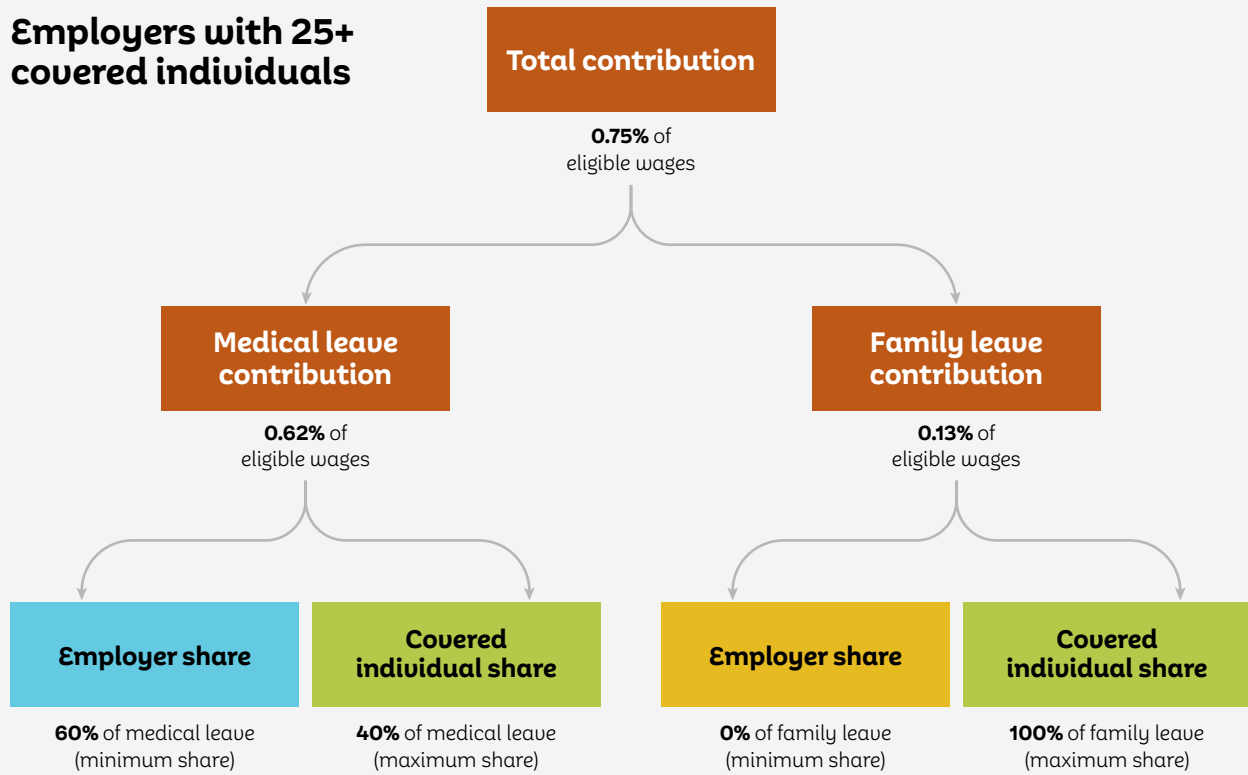 Employers with 25+
covered individuals
Total contribution
0.75% of
eligible wages
Medical leave
contribution
0.62% of
eligible wages
Family leave
contribution
0.13% of
eligible wages
Employer share
60% of medical leave
(minimum share)
Covered
individual share
40% of medical leave
(maximum share)
Employer share
0% of family leave
(minimum share)
Covered
individual share
100% of family leave
(maximum share)